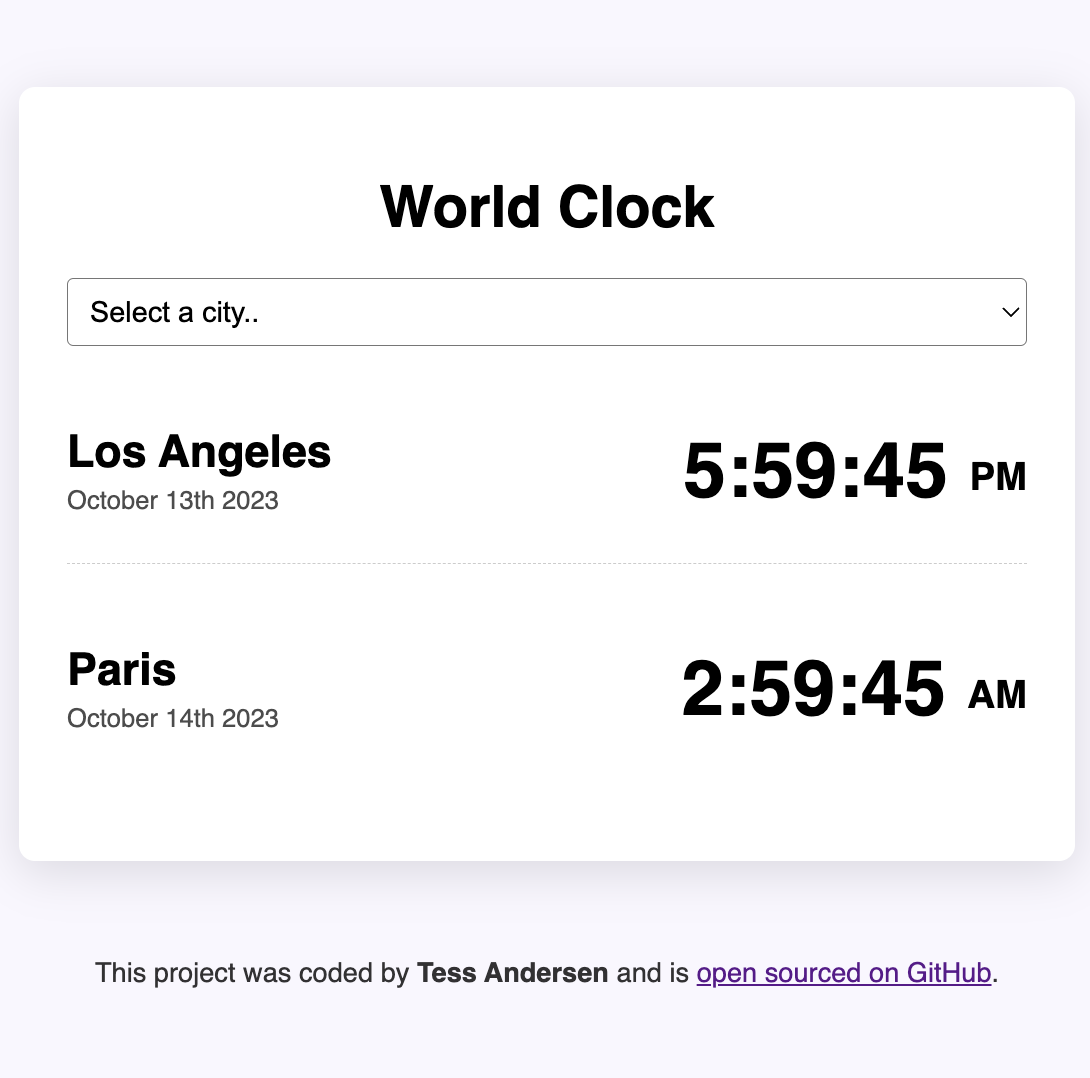 World Clock
Select a city..
Los Angeles
October 13th 2023
5:59:45 PM
Paris
October 14th 2023
2:59:45 AM
This project was coded by Tess Andersen and is open sourced on GitHub.